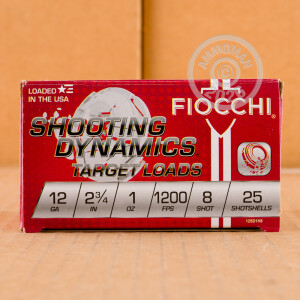 LOADED ★
IN THE USA
FIOCCHI
SHOOTING
DYNAMICS
TARGET LOADS
12 2¾ 1 1200 8 25
GA IN OZ FPS SHOT SHOTSHELLS